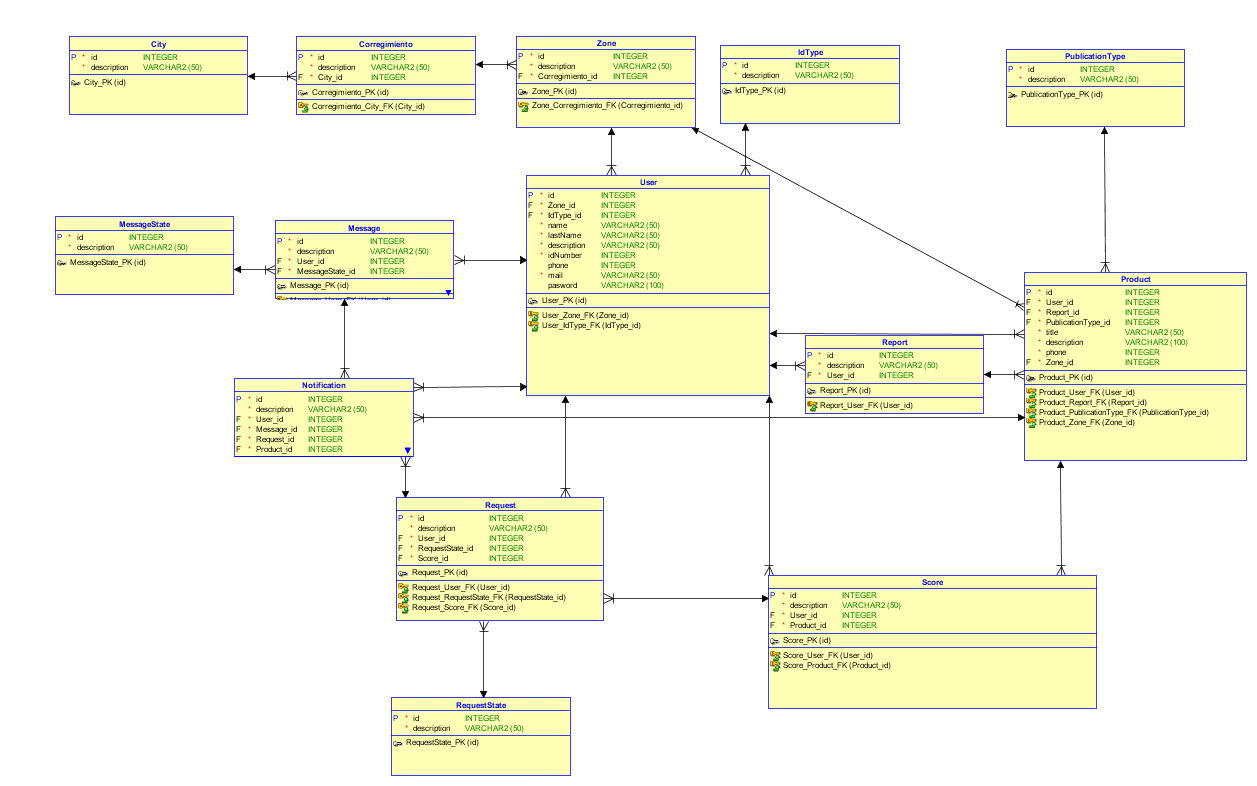 City
P * id INTEGER
* description VARCHAR2 (50)
City_PK (id)
Corregimiento
P * id INTEGER
* description VARCHAR2 (50)
F * City_id INTEGER
Corregimiento_PK (id)
Corregimiento_City_FK (City_id)
Zone
P * id INTEGER
* description VARCHAR2 (50)
F * Corregimiento_id INTEGER
Zone_PK (id)
Zone_Corregimiento_FK (Corregimiento_id)
IdType
P * id INTEGER
* description VARCHAR2 (50)
IdType_PK (id)
PublicationType
P * id INTEGER
* description VARCHAR2 (50)
PublicationType_PK (id)
MessageState
P * id INTEGER
* description VARCHAR2 (50)
MessageState_PK (id)
Message
P * id INTEGER
* description VARCHAR2 (50)
F * User_id INTEGER
F * MessageState_id INTEGER
Message_PK (id)
User
P * id INTEGER
F * Zone_id INTEGER
F * IdType_id INTEGER
* name VARCHAR2 (50)
* lastName VARCHAR2 (50)
* description VARCHAR2 (50)
* idNumber INTEGER
phone INTEGER
* mail VARCHAR2 (50)
pasword VARCHAR2 (100)
User_PK (id)
User_Zone_FK (Zone_id)
User_IdType_FK (IdType_id)
Product
P * id INTEGER
F * User_id INTEGER
F * Report_id INTEGER
F * PublicationType_id INTEGER
* title VARCHAR2 (50)
* description VARCHAR2 (100)
* phone INTEGER
F * Zone_id INTEGER
Product_PK (id)
Product_User_FK (User_id)
Product_Report_FK (Report_id)
Product_PublicationType_FK (PublicationType_id)
Product_Zone_FK (Zone_id)
Report
P * id INTEGER
* description VARCHAR2 (50)
F * User_id INTEGER
Report_PK (id)
Report_User_FK (User_id)
Notification
P * id INTEGER
* description VARCHAR2 (50)
F * User_id INTEGER
F * Message_id INTEGER
F * Request_id INTEGER
F * Product_id INTEGER
Request
P * id INTEGER
* description VARCHAR2 (50)
F * User_id INTEGER
F * RequestState_id INTEGER
F * Score_id INTEGER
Request_PK (id)
Request_User_FK (User_id)
Request_RequestState_FK (RequestState_id)
Request_Score_FK (Score_id)
Score
P * id INTEGER
* description VARCHAR2 (50)
F * User_id INTEGER
F * Product_id INTEGER
Score_PK (id)
Score_User_FK (User_id)
Score_Product_FK (Product_id)
RequestState
P * id INTEGER
* description VARCHAR2 (50)
RequestState_PK (id)